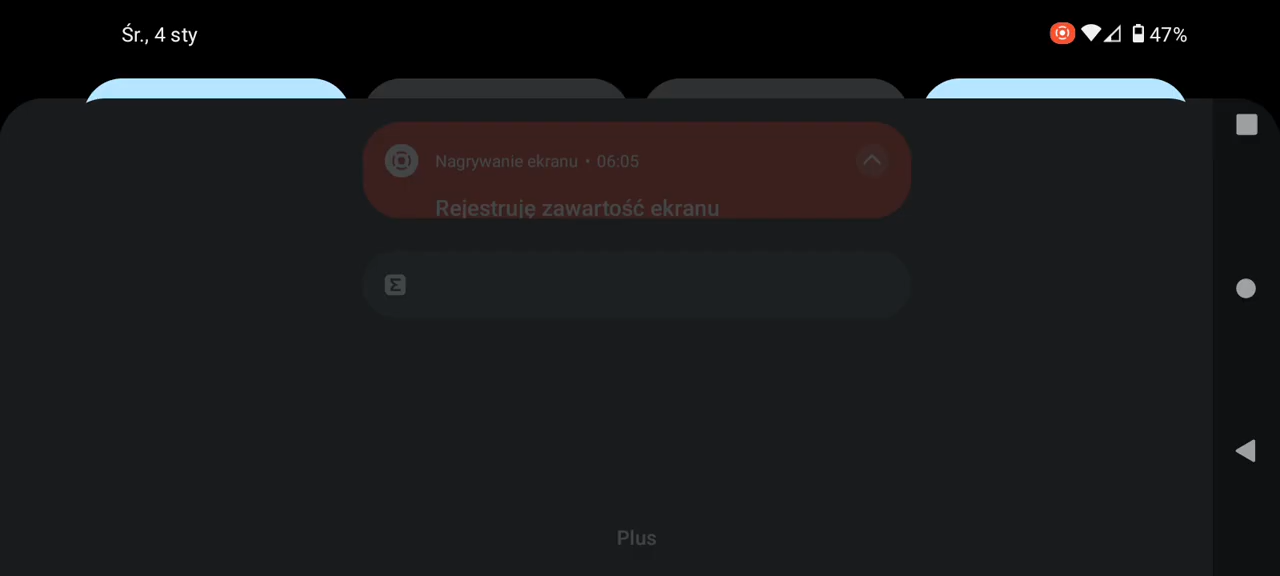 Śr., 4 sty
47%
Nagrywanie ekranu • 06:05
Rejestruję zawartość ekranu
Plus